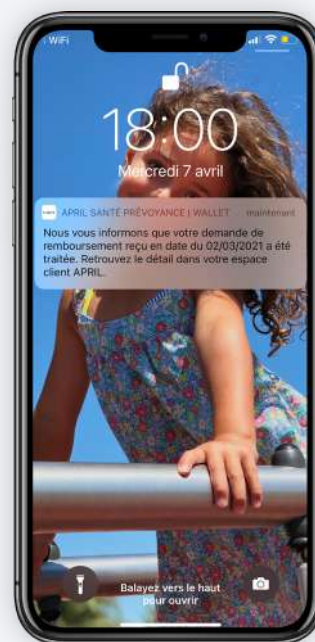 WiFi
18:00
Mercredi 7 avril
APRIL SANTÉ PRÉVOYANCE | WALLET maintenant
Nous vous informons que votre demande de
remboursement reçu en date du 02/03/2021 a été
traitée. Retrouvez le détail dans votre espace
client APRIL.
Balayez vers le haut
pour ouvrir